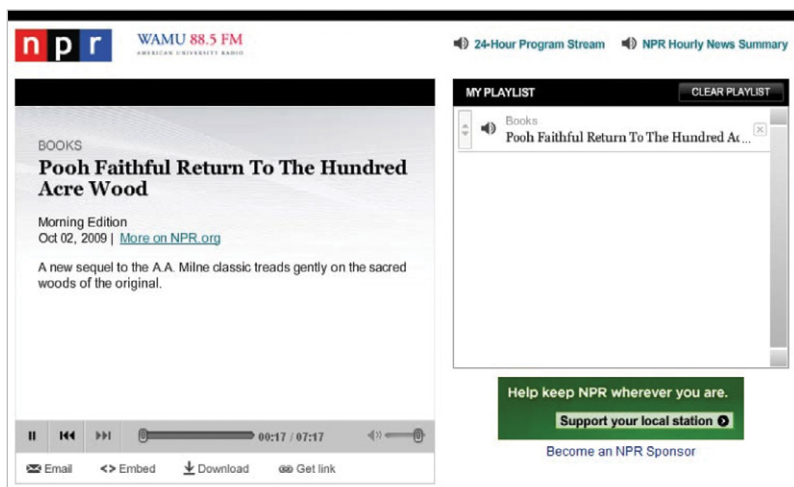 npr
WAMU 88.5 FM
AMERICAN UNIVERSITY RADIO
24-Hour Program Stream
NPR Hourly News Summary
BOOKS
Pooh Faithful Return To The Hundred
Acre Wood
Morning Edition
Oct 02, 2009 | More on NPR.org
A new sequel to the A.A. Milne classic treads gently on the sacred
woods of the original.
00:17 / 07:17
Email
<> Embed
Download
Get link
MY PLAYLIST
CLEAR PLAYLIST
Books
Pooh Faithful Return To The Hundred Ac...
Help keep NPR wherever you are.
Support your local station
Become an NPR Sponsor